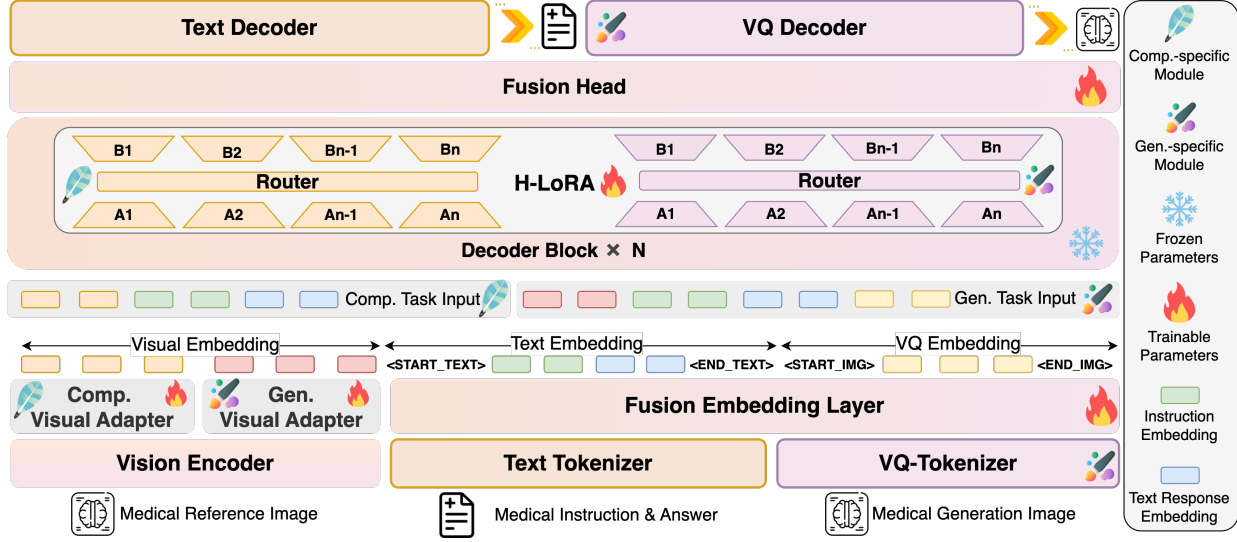 Text Decoder
VQ Decoder
Fusion Head
B1 B2 Bn-1 Bn
Router
A1 A2 An-1 An
H-LoRA
B1 B2 Bn-1 Bn
Router
A1 A2 An-1 An
Decoder Block × N
Comp. Task Input
Gen. Task Input
Visual Embedding
Text Embedding
VQ Embedding
<START_TEXT>
<END_TEXT>
<START_IMG>
<END_IMG>
Comp.
Visual Adapter
Gen.
Visual Adapter
Fusion Embedding Layer
Vision Encoder
Text Tokenizer
VQ-Tokenizer
Medical Reference Image
Medical Instruction & Answer
Medical Generation Image
Comp.-specific
Module
Gen.-specific
Module
Frozen
Parameters
Trainable
Parameters
Instruction
Embedding
Text Response
Embedding